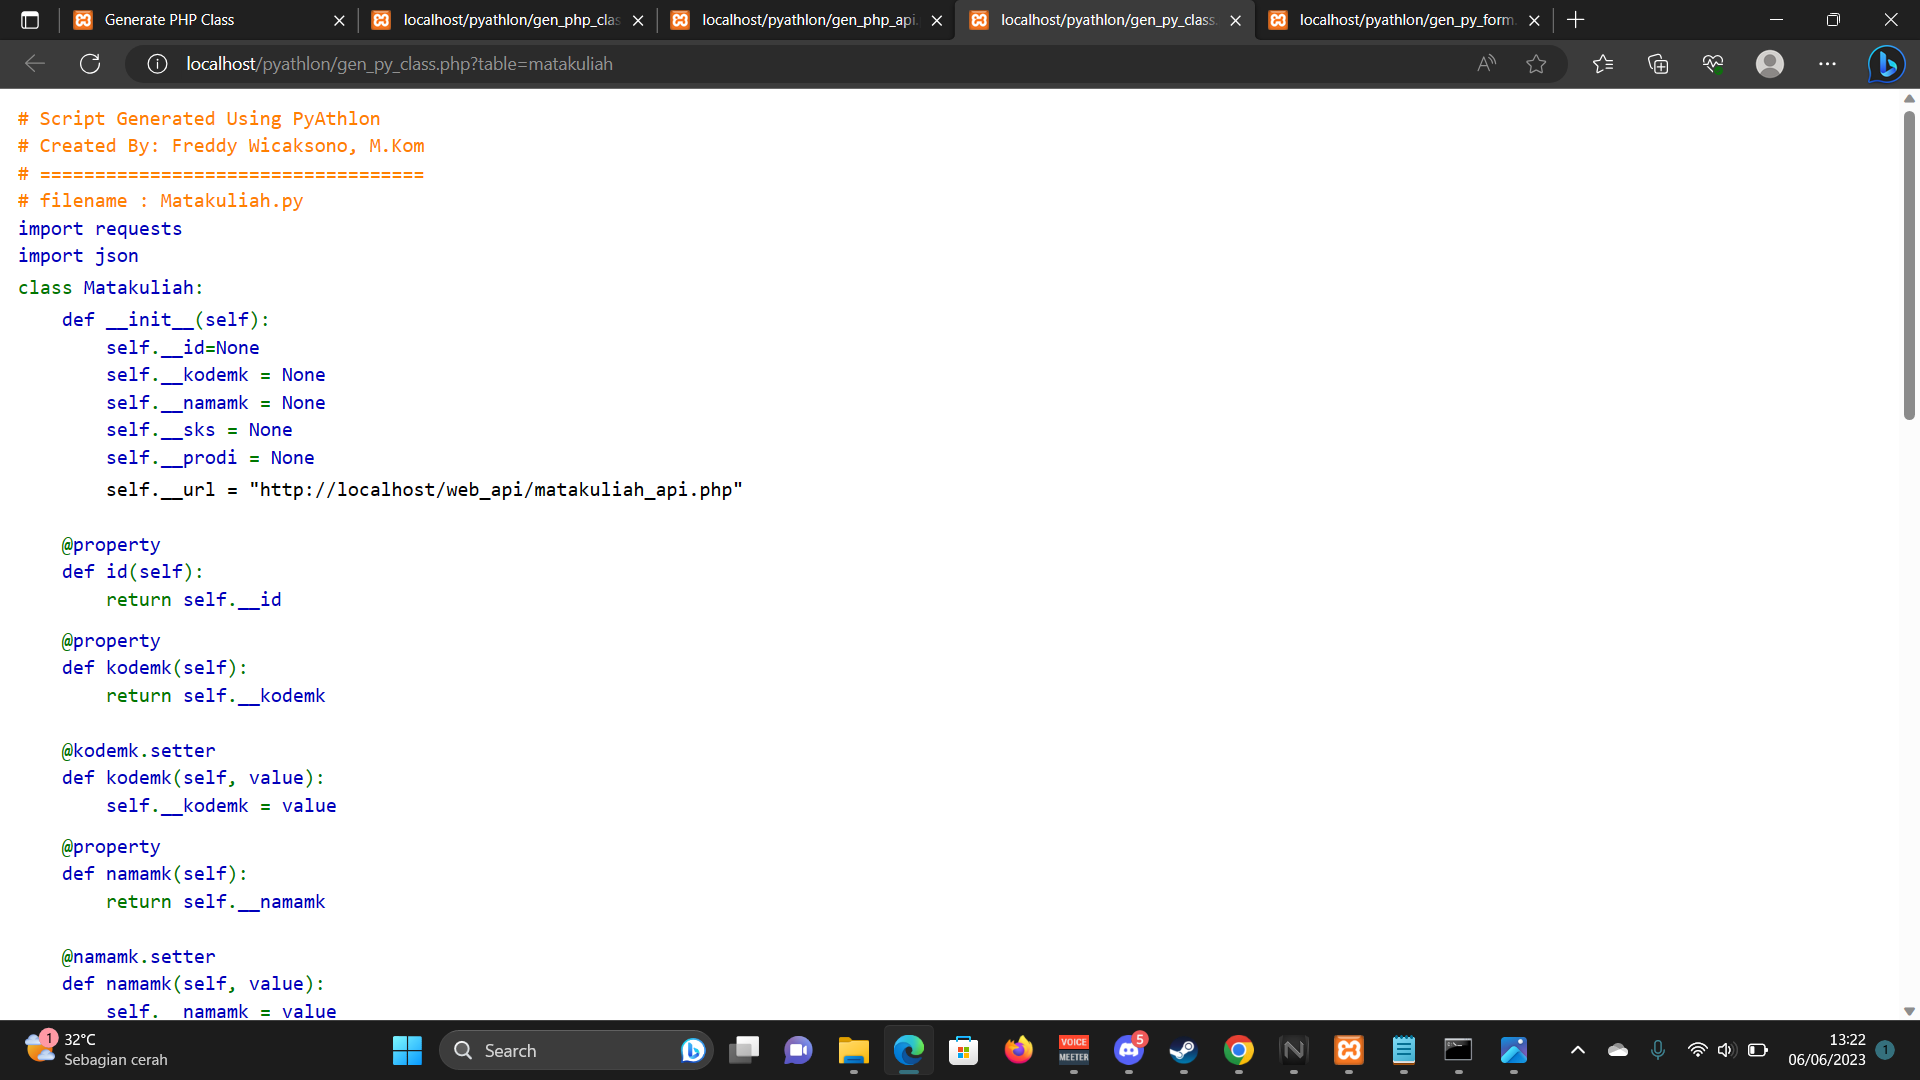 Generate PHP Class
localhost/pyathlon/gen_php_clas
localhost/pyathlon/gen_php_api.
localhost/pyathlon/gen_py_class.
localhost/pyathlon/gen_py_form.
localhost/pyathlon/gen_py_class.php?table=matakuliah
# Script Generated Using PyAthlon
# Created By: Freddy Wicaksono, M.Kom
# ===================================
# filename : Matakuliah.py
import requests
import json
class Matakuliah:
    def __init__(self):
        self.__id=None
        self.__kodemk = None
        self.__namamk = None
        self.__sks = None
        self.__prodi = None
        self.__url = "http://localhost/web_api/matakuliah_api.php"
    @property
    def id(self):
        return self.__id
    @property
    def kodemk(self):
        return self.__kodemk
    @kodemk.setter
    def kodemk(self, value):
        self.__kodemk = value
    @property
    def namamk(self):
        return self.__namamk
    @namamk.setter
    def namamk(self, value):
        self.__namamk = value
1
32°C
Sebagian cerah
Search
VOICE
MEETER
5
13:22
06/06/2023
1